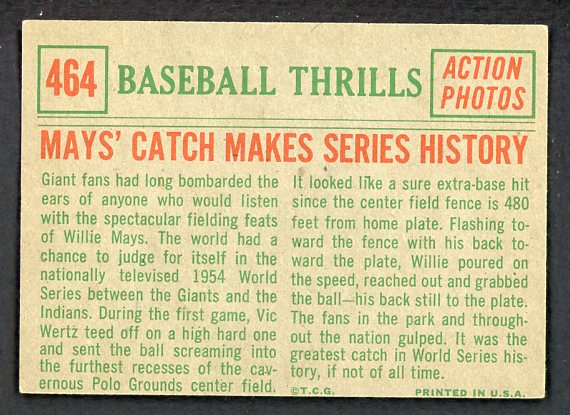 464
BASEBALL THRILLS
ACTION
PHOTOS
MAYS' CATCH MAKES SERIES HISTORY
Giant fans had long bombarded the
ears of anyone who would listen
with the spectacular fielding feats
of Willie Mays. The world had a
chance to judge for itself in the
nationally televised 1954 World
Series between the Giants and the
Indians. During the first game, Vic
Wertz teed off on a high hard one
and sent the ball screaming into
the furthest recesses of the cav-
ernous Polo Grounds center field.
It looked like a sure extra-base hit
since the center field fence is 480
feet from home plate. Flashing to-
ward the fence with his back to-
ward the plate, Willie poured on
the speed, reached out and grabbed
the ball—his back still to the plate.
The fans in the park and through-
out the nation gulped. It was the
greatest catch in World Series his-
tory, if not of all time.
©T.C.G.
PRINTED IN U.S.A.